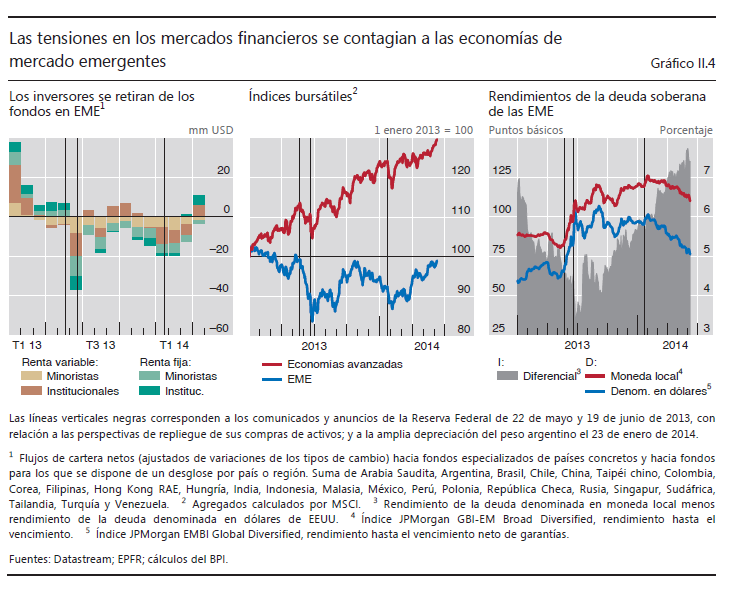 Las tensiones en los mercados financieros se contagian a las economías de
mercado emergentes
Gráfico II.4
Los inversores se retiran de los
fondos en EME1
mm USD
20
0
–20
–40
–60
T1 13
T3 13
T1 14
Renta variable:
Minoristas
Institucionales
Renta fija:
Minoristas
Instituc.
Índices bursátiles2
1 enero 2013 = 100
120
110
100
90
80
2013
2014
Economías avanzadas
EME
Rendimientos de la deuda soberana
de las EME
Puntos básicos
Porcentaje
125
100
75
50
25
7
6
5
4
3
2013
2014
I:
Diferencial3
D:
Moneda local4
Denom. en dólares5
Las líneas verticales negras corresponden a los comunicados y anuncios de la Reserva Federal de 22 de mayo y 19 de junio de 2013, con
relación a las perspectivas de repliegue de sus compras de activos; y a la amplia depreciación del peso argentino el 23 de enero de 2014.
1 Flujos de cartera netos (ajustados de variaciones de los tipos de cambio) hacia fondos especializados de países concretos y hacia fondos
para los que se dispone de un desglose por país o región. Suma de Arabia Saudita, Argentina, Brasil, Chile, China, Taipéi chino, Colombia,
Corea, Filipinas, Hong Kong RAE, Hungría, India, Indonesia, Malasia, México, Perú, Polonia, República Checa, Rusia, Singapur, Sudáfrica,
Tailandia, Turquía y Venezuela. 2 Agregados calculados por MSCI. 3 Rendimiento de la deuda denominada en moneda local menos
rendimiento de la deuda denominada en dólares de EEUU. 4 Índice JPMorgan GBI-EM Broad Diversified, rendimiento hasta el
vencimiento. 5 Índice JPMorgan EMBI Global Diversified, rendimiento hasta el vencimiento neto de garantías.
Fuentes: Datastream; EPFR; cálculos del BPI.